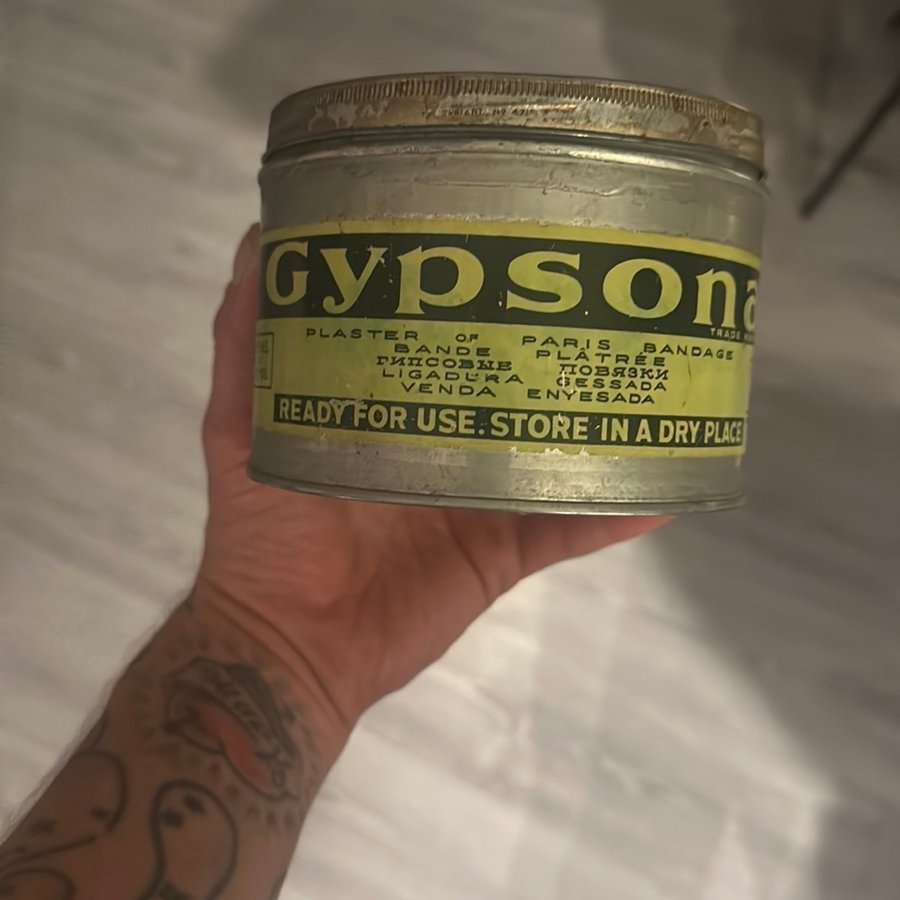 Gypsona
TRADE
PLASTER OF PARIS BANDAGE
BANDE PLÂTRÉE
ГИПСОВЫЕ ПОВЯЗКИ
LIGADURA GESSADA
VENDA ENYESADA
READY FOR USE. STORE IN A DRY PLACE